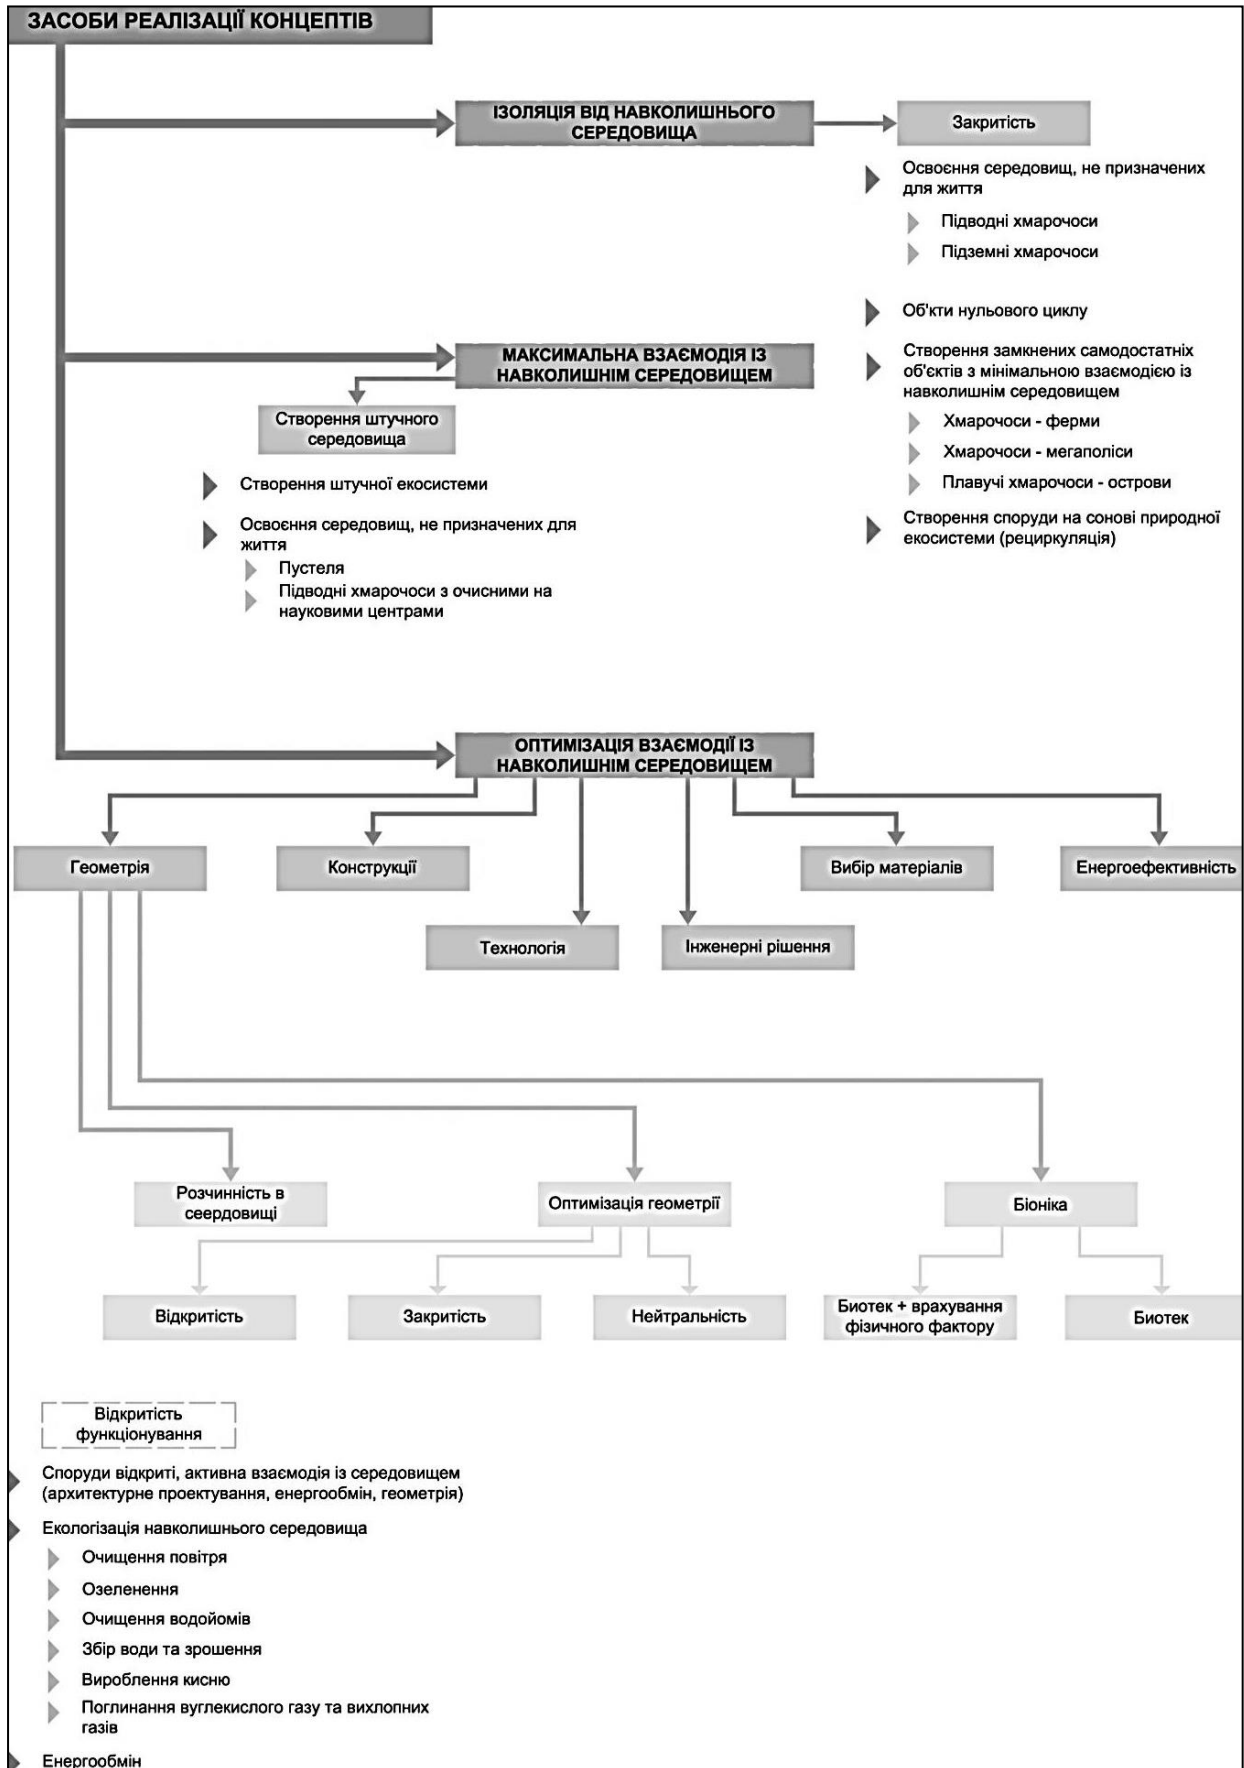 ЗАСОБИ РЕАЛІЗАЦІЇ КОНЦЕПТІВ
ІЗОЛЯЦІЯ ВІД НАВКОЛИШНЬОГО
СЕРЕДОВИЩА
Закритість
Освоєння середовищ, не призначених
для життя
Підводні хмарочоси
Підземні хмарочоси
Об'кти нульового циклу
Створення замкнених самодостатніх
об'єктів з мінімальною взаємодією із
навколишнім середовищем
Хмарочоси - ферми
Хмарочоси - мегаполіси
Плавучі хмарочоси - острови
Створення споруди на сонові природної
екосистеми (рециркуляція)
МАКСИМАЛЬНА ВЗАЄМОДІЯ ІЗ
НАВКОЛИШНІМ СЕРЕДОВИЩЕМ
Створення штучного
середовища
Створення штучної екосистеми
Освоєння середовищ, не призначених для
життя
Пустеля
Підводні хмарочоси з очисними на
науковими центрами
ОПТИМІЗАЦІЯ ВЗАЄМОДІЇ ІЗ
НАВКОЛИШНІМ СЕРЕДОВИЩЕМ
Геометрія
Конструкції
Вибір матеріалів
Енергоефективність
Технологія
Інженерні рішення
Розчинність в
сеердовищі
Оптимізація геометрії
Біоніка
Відкритість
Закритість
Нейтральність
Биотек + врахування
фізичного фактору
Биотек
Відкритість
функціонування
Споруди відкриті, активна взаємодія із середовищем
(архитектурне проектування, енергообмін, геометрія)
Екологізація навколишнього середовища
Очищення повітря
Озеленення
Очищення водойомів
Збір води та зрошення
Вироблення кисню
Поглинання вуглекислого газу та вихлопних
газів
Енергообмін